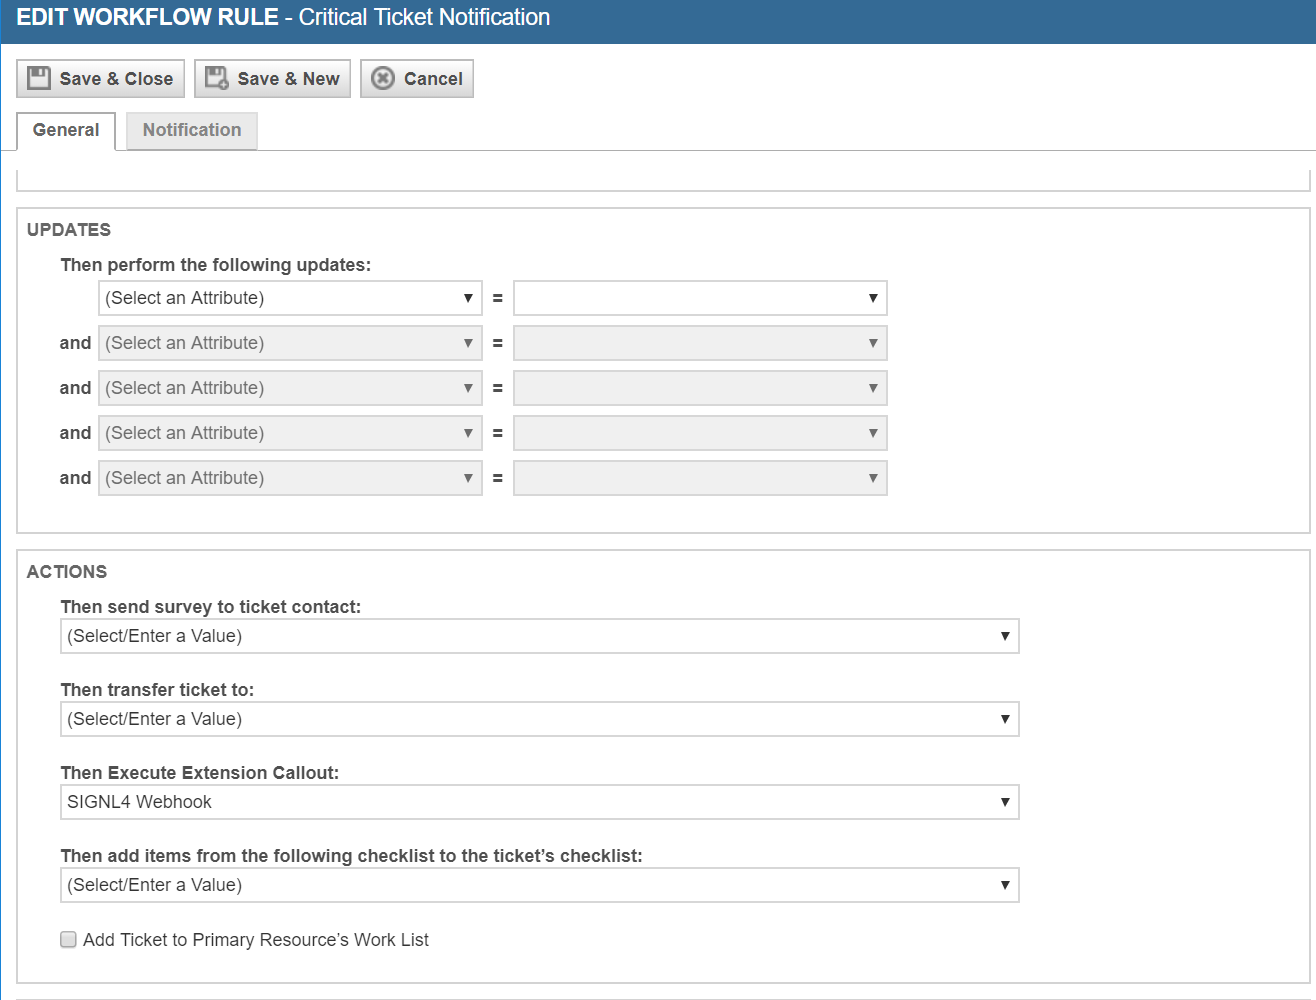 EDIT WORKFLOW RULE - Critical Ticket Notification
Save & Close Save & New Cancel
General Notification
UPDATES
Then perform the following updates:
(Select an Attribute) =
and (Select an Attribute) =
and (Select an Attribute) =
and (Select an Attribute) =
and (Select an Attribute) =
ACTIONS
Then send survey to ticket contact:
(Select/Enter a Value)
Then transfer ticket to:
(Select/Enter a Value)
Then Execute Extension Callout:
SIGNL4 Webhook
Then add items from the following checklist to the ticket’s checklist:
(Select/Enter a Value)
Add Ticket to Primary Resource’s Work List